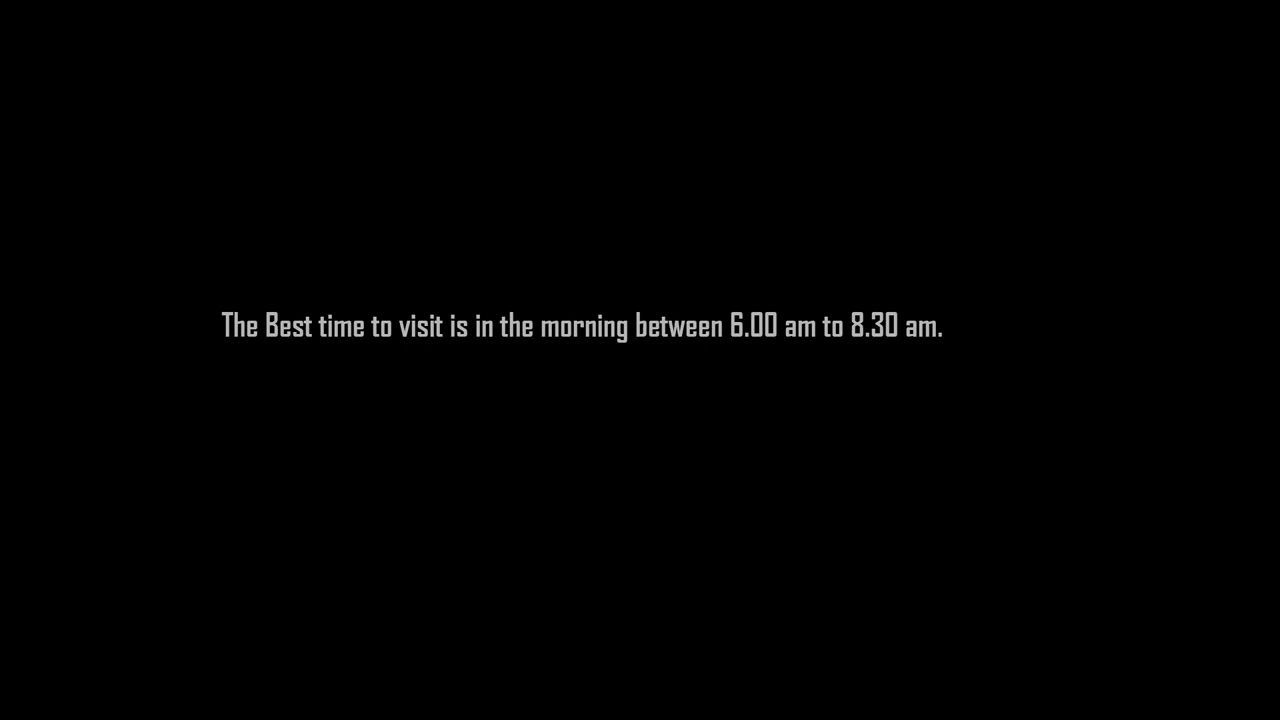 The Best time to visit is in the morning between 6.00 am to 8.30 am.